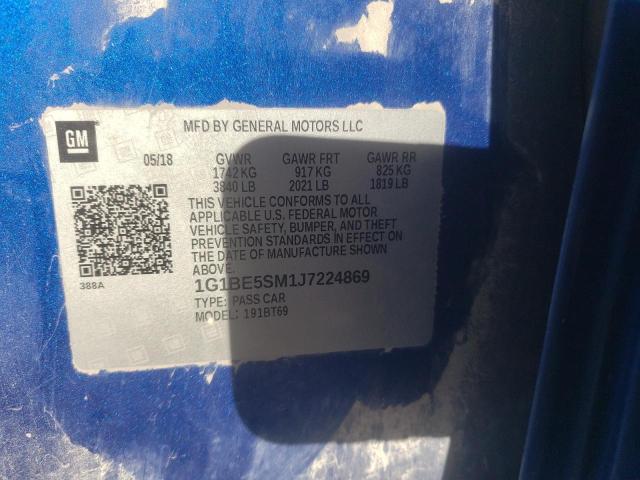 GM
MFD BY GENERAL MOTORS LLC
05/18 GVWR GAWR FRT GAWR RR
1742 KG 917 KG 825 KG
3840 LB 2021 LB 1819 LB
THIS VEHICLE CONFORMS TO ALL
APPLICABLE U.S. FEDERAL MOTOR
VEHICLE SAFETY, BUMPER, AND THEFT
PREVENTION STANDARDS IN EFFECT ON
THE DATE OF MANUFACTURE SHOWN
ABOVE.
388A
1G1BE5SM1J7224869
TYPE: PASS CAR
MODEL: 191BT69